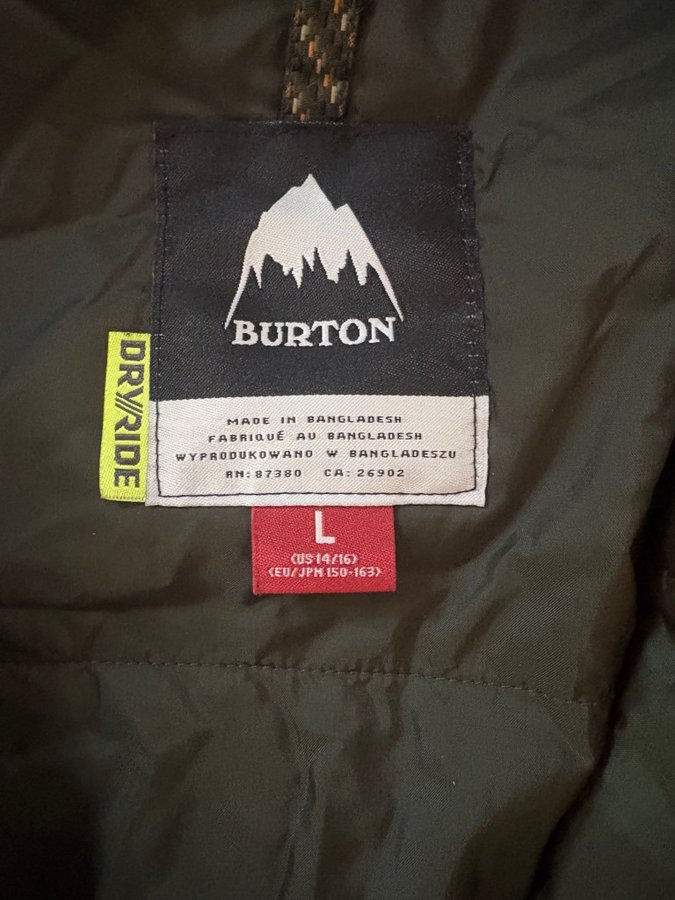 BURTON
DRY///RIDE
MADE IN BANGLADESH
FABRIQUÉ AU BANGLADESH
WYPRODUKOWANO W BANGLADESZU
RN: 87380 CA: 26902
L
<US 14/16>
<EU/JPN 150-163>